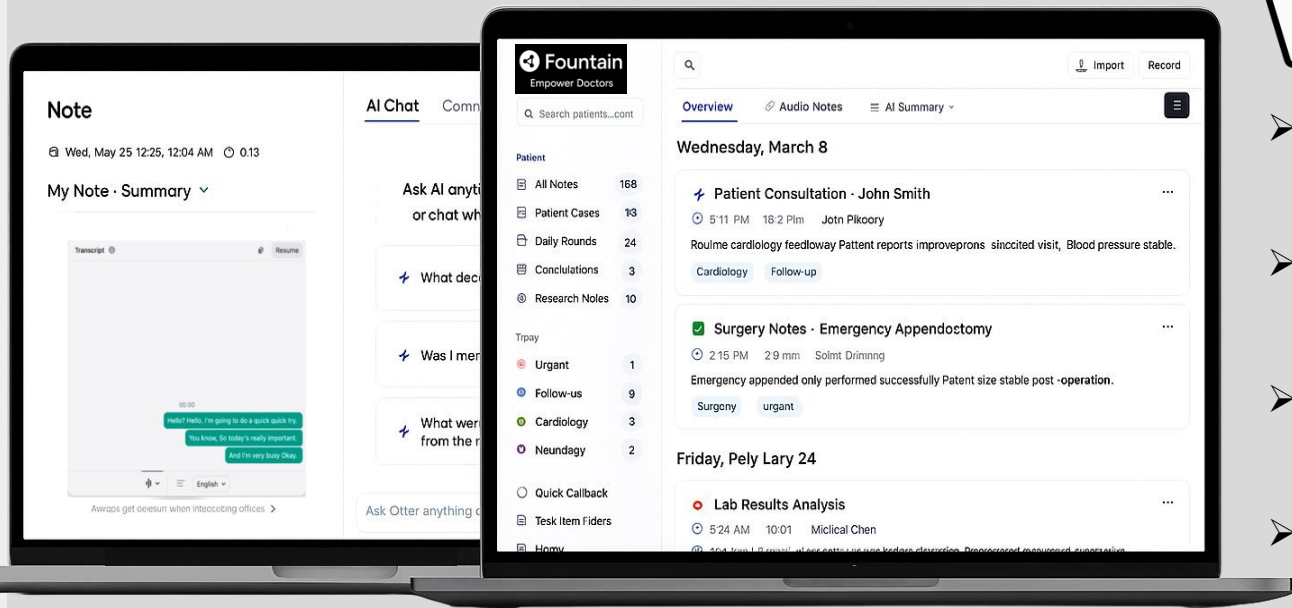 Note
Wed, May 25 12:25, 12:04 AM 0.13
My Note · Summary
Transcript
Resume
00:00
Hello? Hello. I'm going to do a quick quick try.
You know, So today's really important.
And I'm very busy Okay.
English
Awvaps get oeiesun when inteocoting offices
AI Chat Comn
Ask AI anyti
or chat wh
What dec
Was I mer
What wer
from the r
Ask Otter anything
Fountain
Empower Doctors
Search patients...cont
Patient
All Notes 168
Patient Cases 113
Daily Rounds 24
Conclulations 3
Research Noles 10
Trpay
Urgant 1
Follow-us 9
Cardiology 3
Neundagy 2
Quick Callback
Tesk Item Fiders
Homy
Import Record
Overview Audio Notes AI Summary
Wednesday, March 8
Patient Consultation · John Smith
5'11 PM 18:2 Plm Jotn Plkoory
Roulme cardiology feedloway Pattent reports improveprons sinccited visit, Blood pressure stable.
Cardiology Follow-up
Surgery Notes · Emergency Appendostomy
2 15 PM 2 9 mm Solmt Drimnng
Emergency appended only performed successfully Patent size stable post -operation.
Surgeny urgant
Friday, Pely Lary 24
Lab Results Analysis
5:24 AM 10:01 Miclical Chen